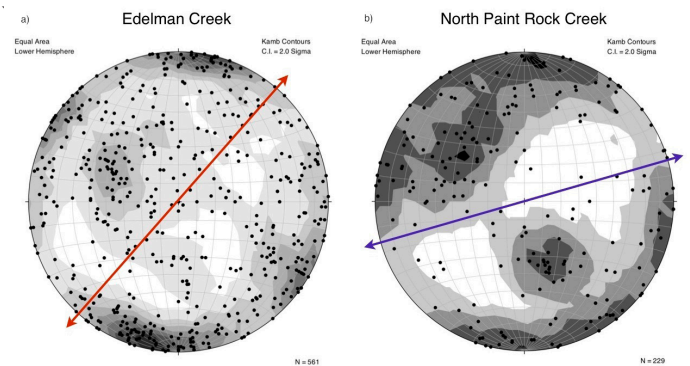 a) Edelman Creek
Equal Area
Lower Hemisphere
Kamb Contours
C.I. = 2.0 Sigma
N = 561
b) North Paint Rock Creek
Equal Area
Lower Hemisphere
Kamb Contours
C.I. = 2.0 Sigma
N = 229